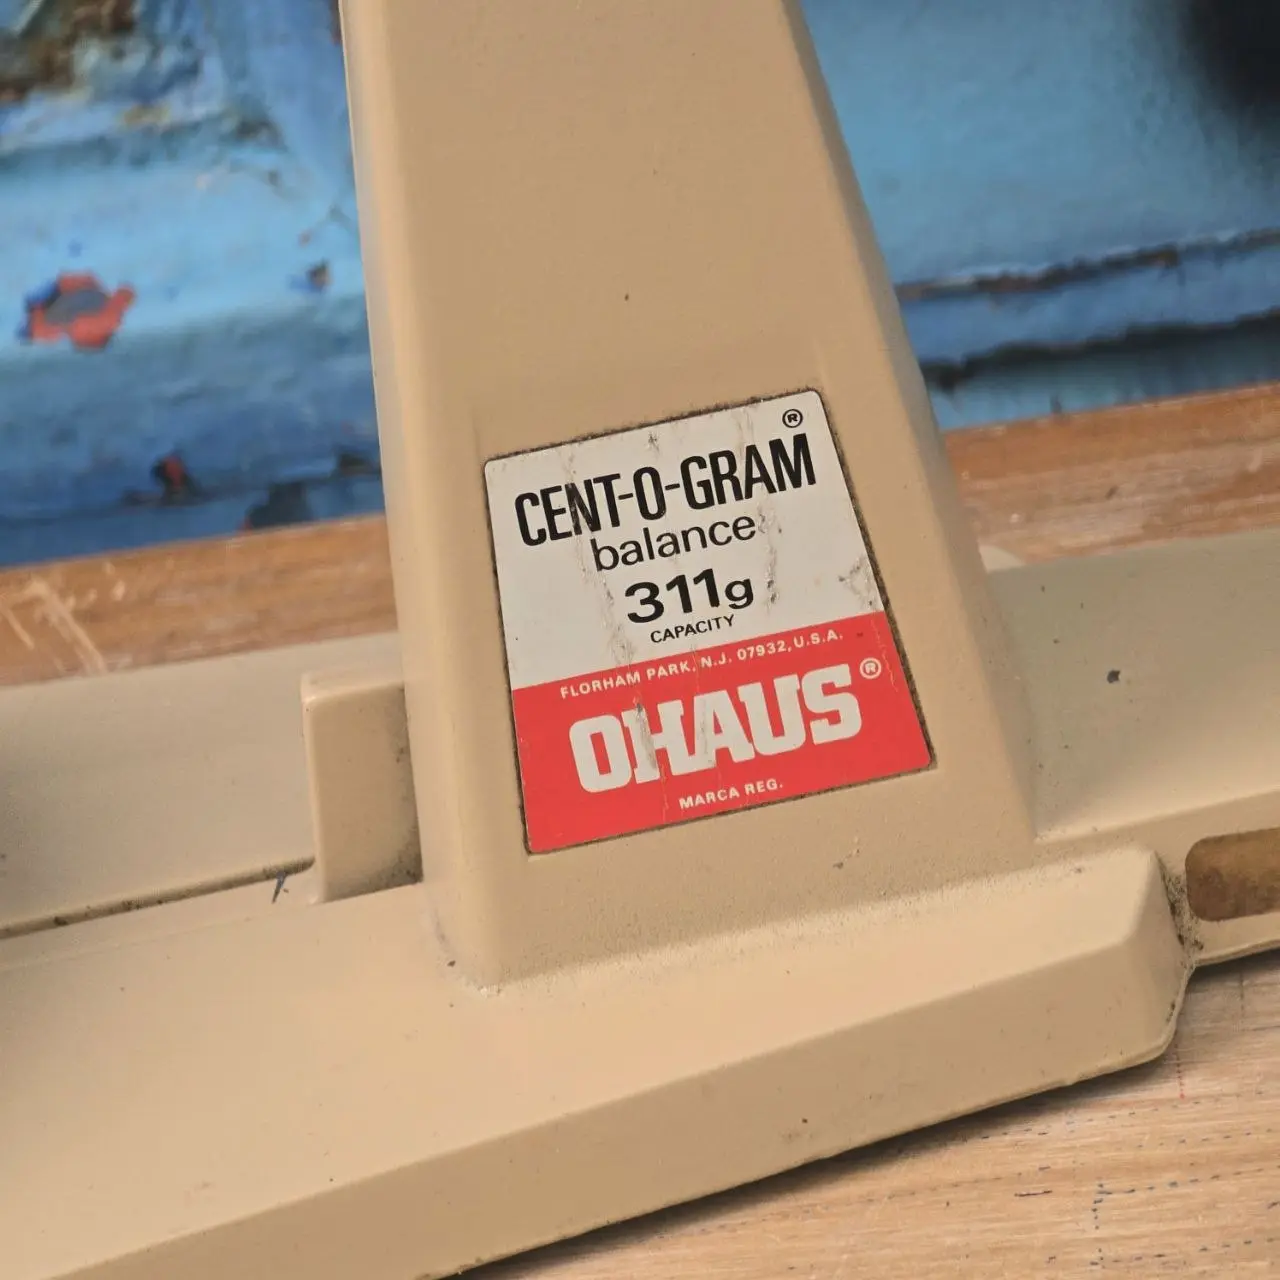 CENT-O-GRAM®
balance
311g
CAPACITY
FLORHAM PARK, N.J. 07932, U.S.A.
OHAUS®
MARCA REG.